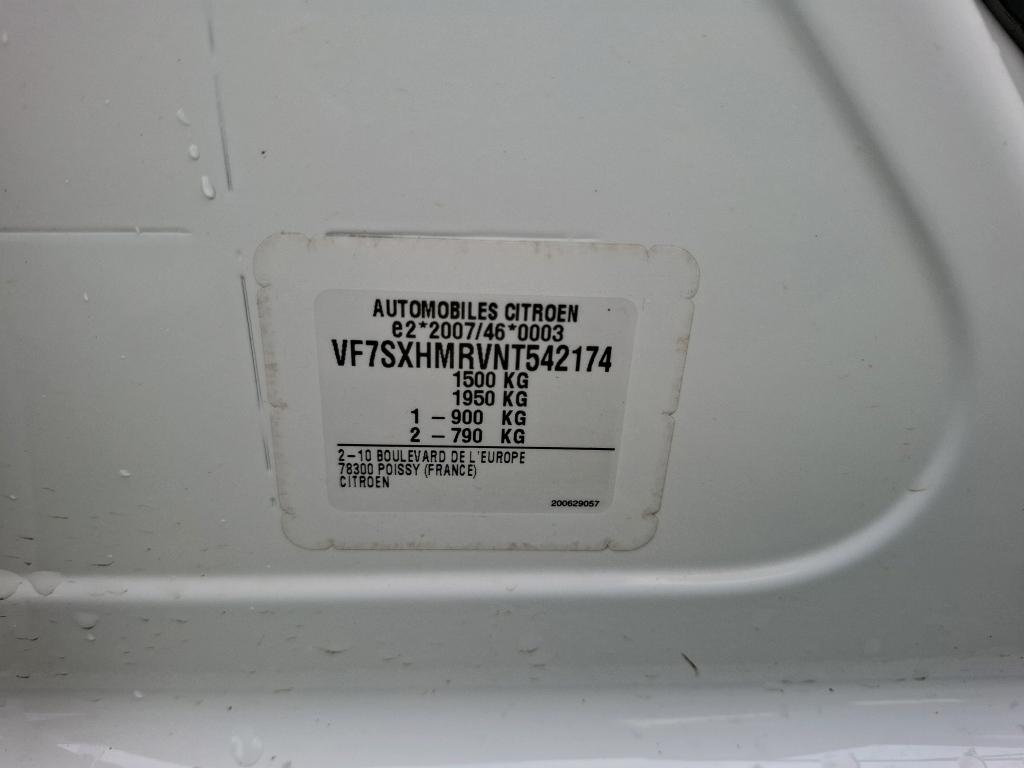 AUTOMOBILES CITROEN
e2*2007/46*0003
VF7SXHMRVNT542174
1500 KG
1950 KG
1 – 900 KG
2 – 790 KG
2–10 BOULEVARD DE L'EUROPE
78300 POISSY (FRANCE)
CITROEN
200629057